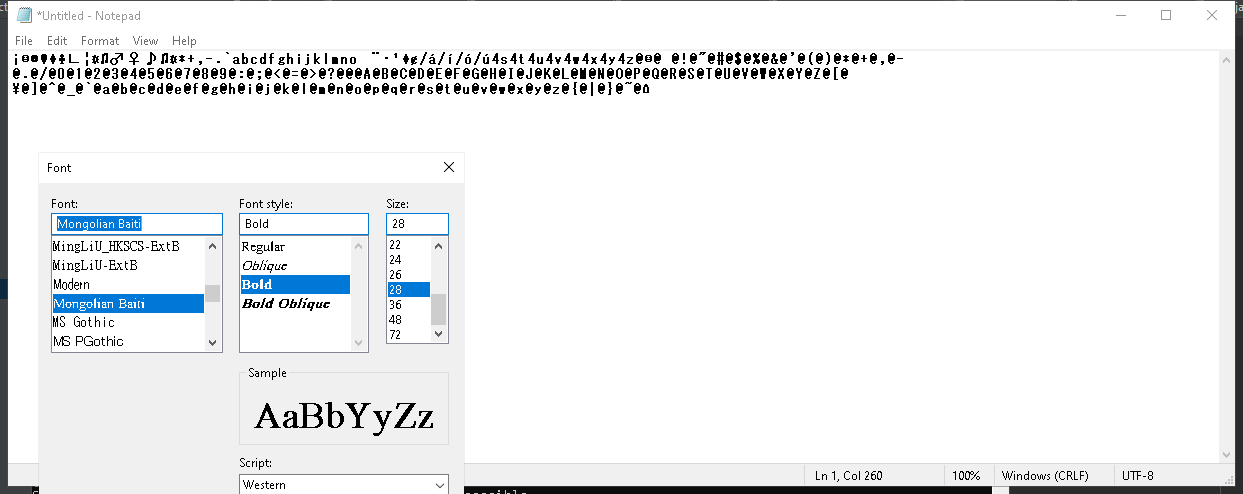 *Untitled - Notepad
File Edit Format View Help
¡◘◙♥♦♣∟¦¤♫♂♀♪♫¤*+,-.`abcdfghijklmno ¨·'♦¢/á/í/ó/ú4s4t4u4v4w4x4y4z@¤@ @!@˝@#@$@%@&@'@(@)@*@+@,@-
@.@/@0@1@2@3@4@5@6@7@8@9@:@;@<@=@>@?@@@A@B@C@D@E@F@G@H@I@J@K@L@M@N@O@P@Q@R@S@T@U@V@W@X@Y@Z@[@
¥@]@^@_@`@a@b@c@d@e@f@g@h@i@j@k@l@m@n@o@p@q@r@s@t@u@v@w@x@y@z@{@|@}@˜@⌂
Font
Font: Font style: Size:
Mongolian Baiti Bold 28
MingLiU_HKSCS-ExtB Regular 22
MingLiU-ExtB Oblique 24
Modern Bold 26
Mongolian Baiti Bold Oblique 28
MS Gothic 36
MS PGothic 48
72
Sample
AaBbYyZz
Script:
Western
Ln 1, Col 260 100% Windows (CRLF) UTF-8